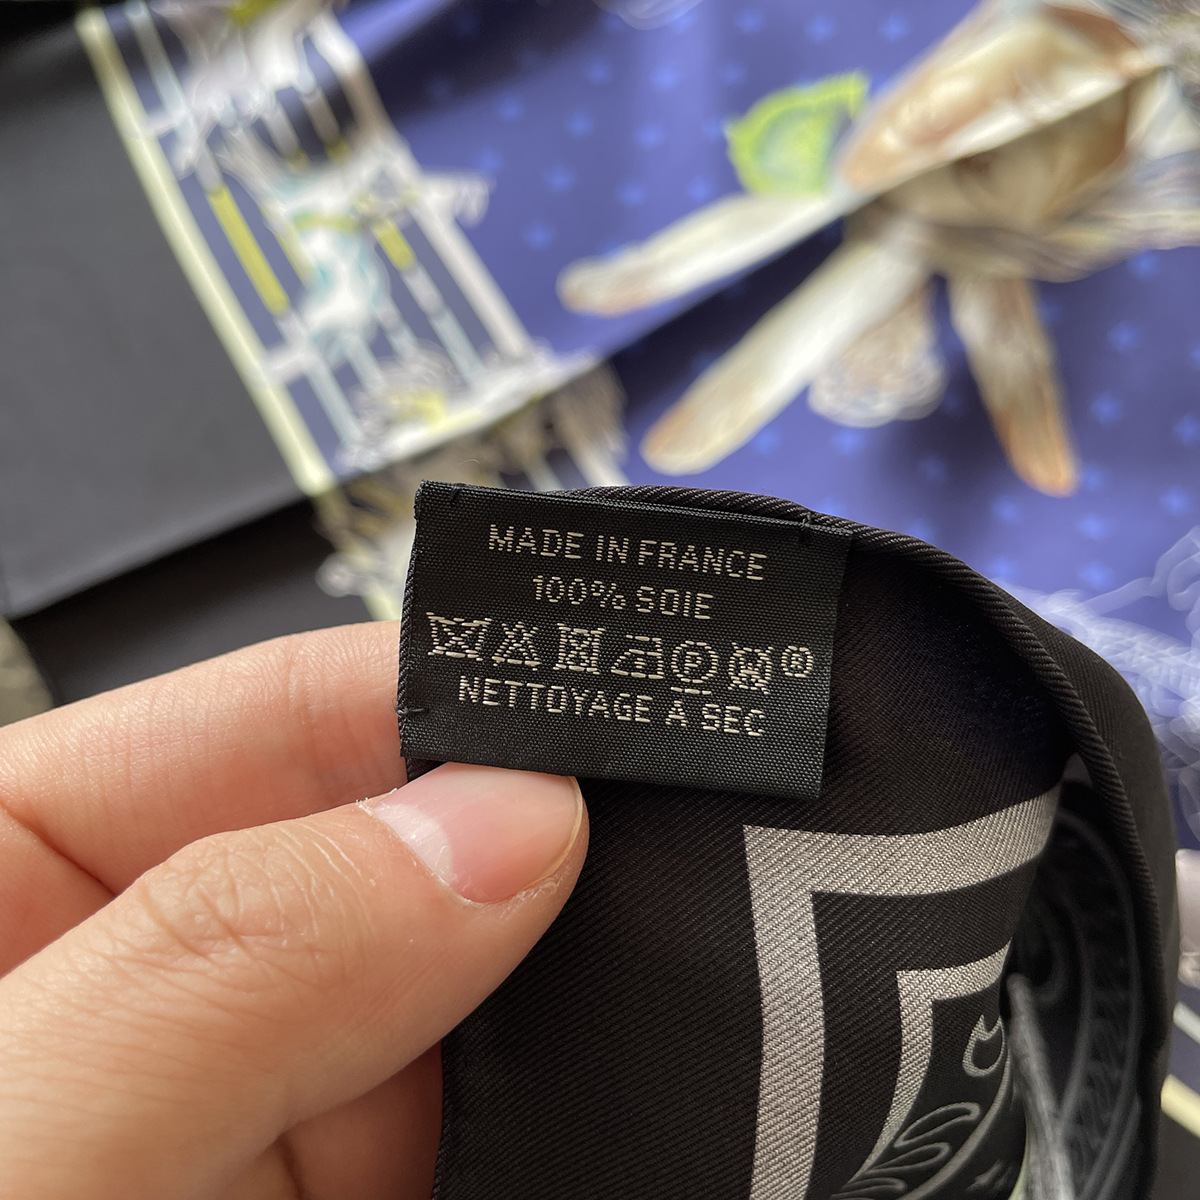 MADE IN FRANCE
100% SOIE
P ®
NETTOYAGE À SEC